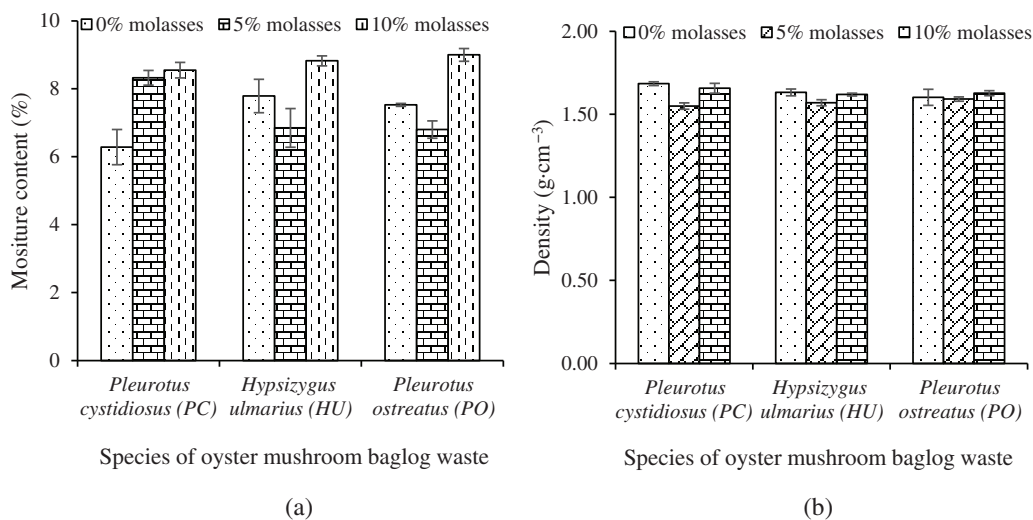 10
8
6
4
2
0
Mositure content (%)
0% molasses 5% molasses 10% molasses
Pleurotus
cystidiosus (PC)
Hypsizygus
ulmarius (HU)
Pleurotus
ostreatus (PO)
Species of oyster mushroom baglog waste
(a)
2.00
1.50
1.00
0.50
0.00
Density (g·cm⁻³)
0% molasses 5% molasses 10% molasses
Pleurotus
cystidiosus (PC)
Hypsizygus
ulmarius (HU)
Pleurotus
ostreatus (PO)
Species of oyster mushroom baglog waste
(b)